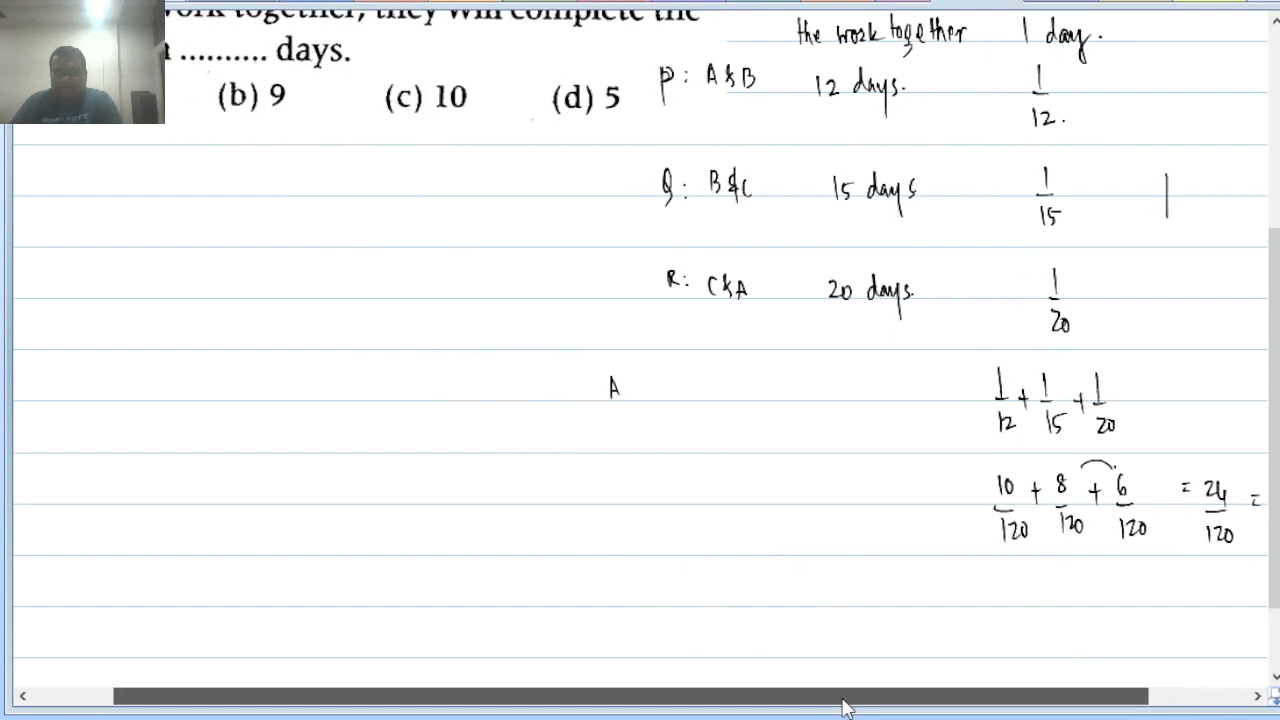 work together, they will complete the
.......... days.
(b) 9 (c) 10 (d) 5
the work together 1 day.
P: A & B 12 days. 1/12.
Q: B & C 15 days 1/15 |
R: C & A 20 days. 1/20
A 1/12 + 1/15 + 1/20
10/120 + 8/120 + 6/120 = 24/120 =